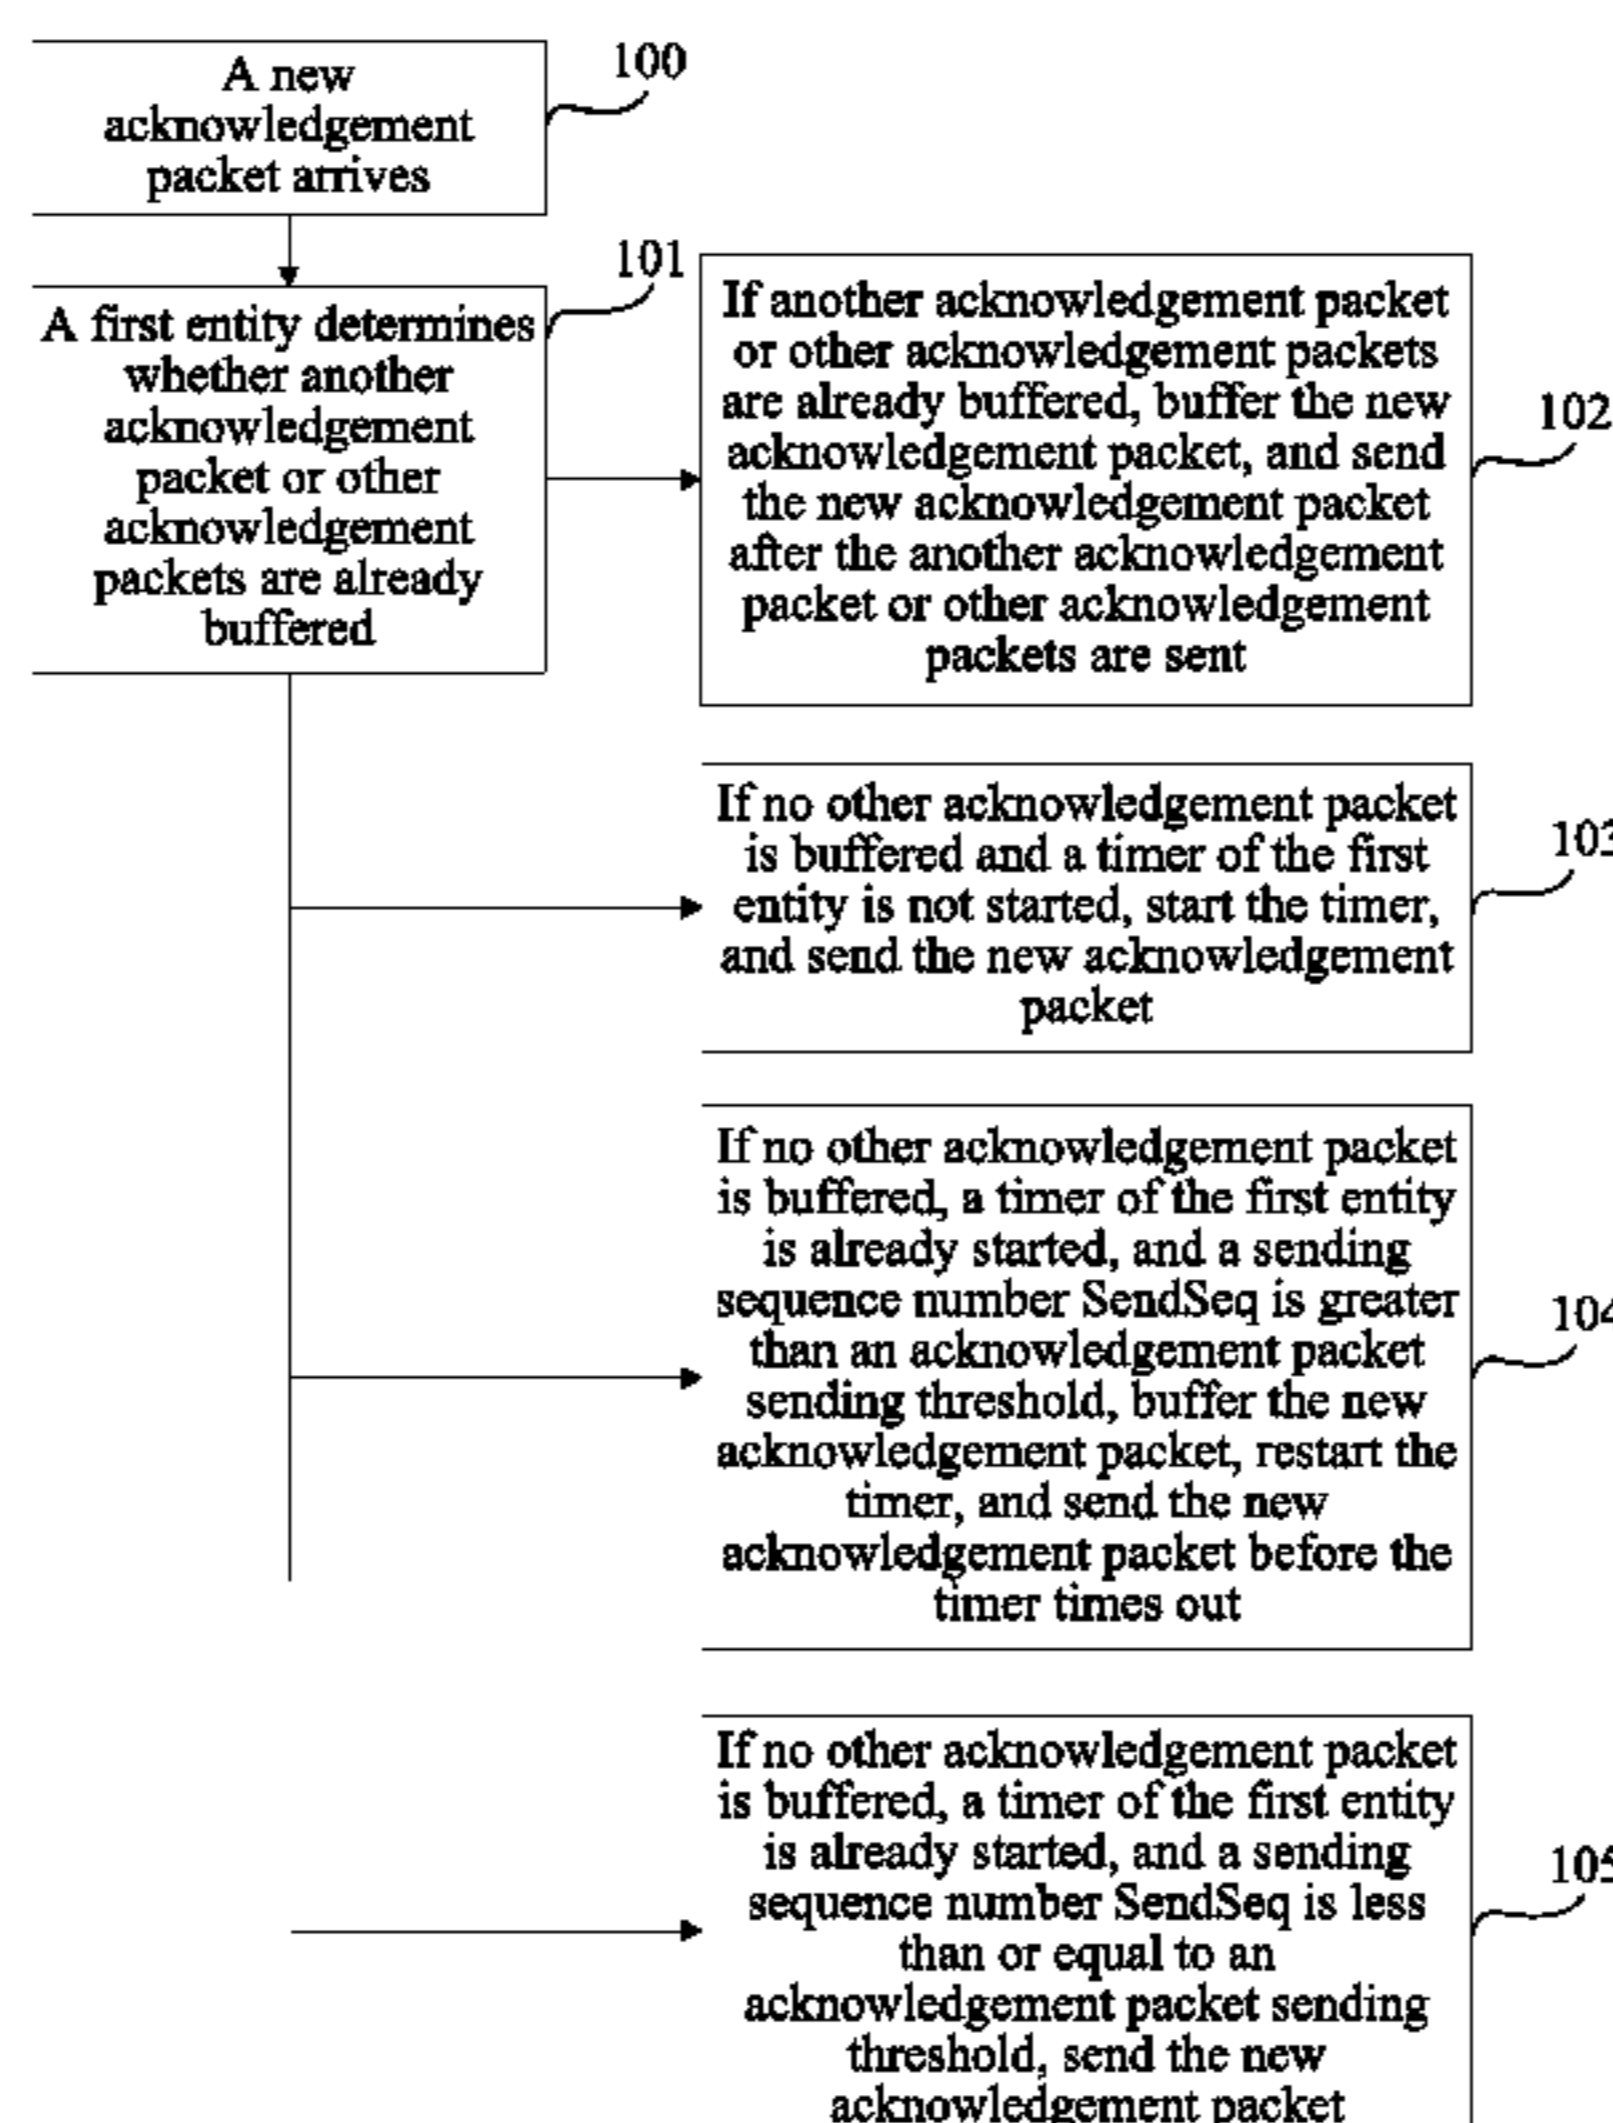 A new
acknowledgement
packet arrives
100
A first entity determines
whether another
acknowledgement
packet or other
acknowledgement
packets are already
buffered
101
If another acknowledgement packet
or other acknowledgement packets
are already buffered, buffer the new
acknowledgement packet, and send
the new acknowledgement packet
after the another acknowledgement
packet or other acknowledgement
packets are sent
102
If no other acknowledgement packet
is buffered and a timer of the first
entity is not started, start the timer,
and send the new acknowledgement
packet
103
If no other acknowledgement packet
is buffered, a timer of the first entity
is already started, and a sending
sequence number SendSeq is greater
than an acknowledgement packet
sending threshold, buffer the new
acknowledgement packet, restart the
timer, and send the new
acknowledgement packet before the
timer times out
104
If no other acknowledgement packet
is buffered, a timer of the first entity
is already started, and a sending
sequence number SendSeq is less
than or equal to an
acknowledgement packet sending
threshold, send the new
acknowledgement packet
105